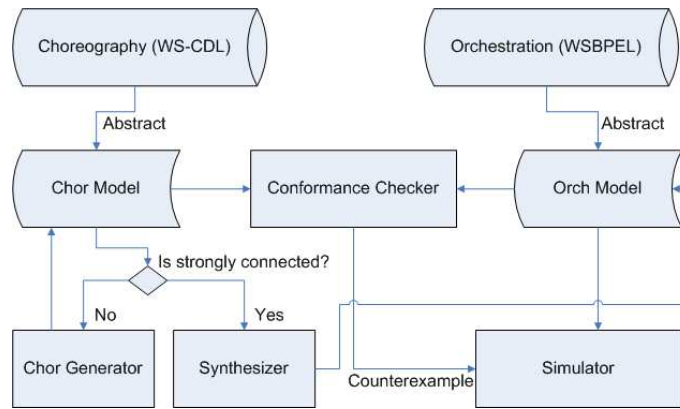 Choreography (WS-CDL)
Orchestration (WSBPEL)
Abstract
Abstract
Chor Model
Conformance Checker
Orch Model
Is strongly connected?
No
Yes
Chor Generator
Synthesizer
Counterexample
Simulator